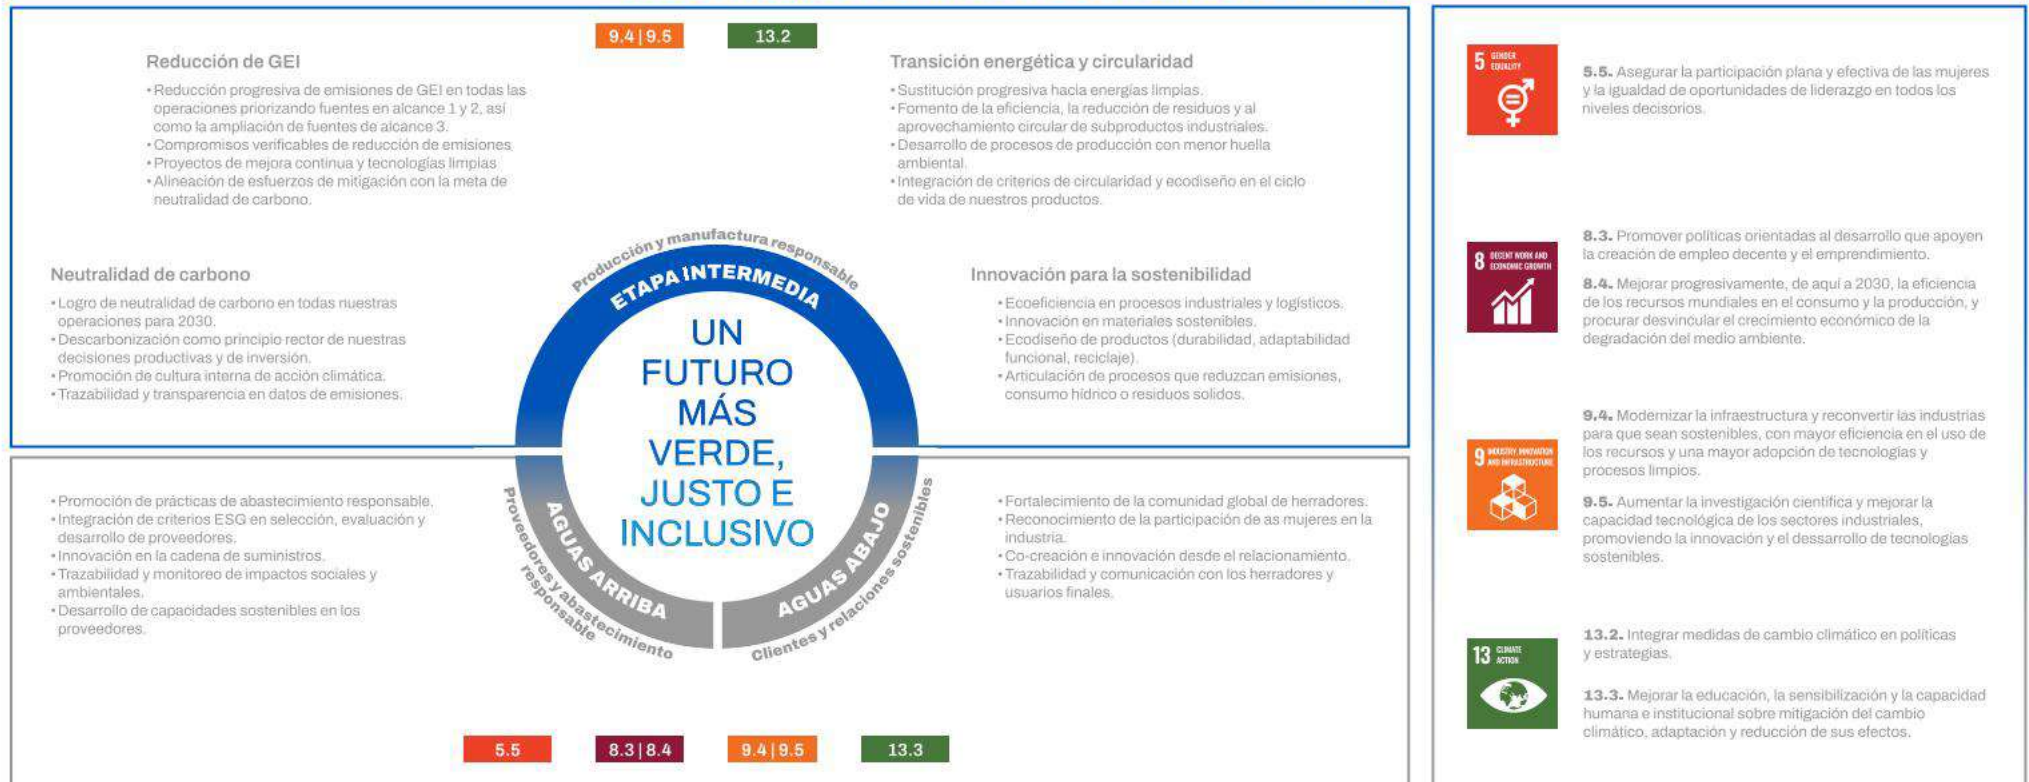 9.4 | 9.5
13.2
Reducción de GEI
• Reducción progresiva de emisiones de GEI en todas las
operaciones priorizando fuentes en alcance 1 y 2, así
como la ampliación de fuentes de alcance 3.
• Compromisos verificables de reducción de emisiones
• Proyectos de mejora continua y tecnologías limpias
• Alineación de esfuerzos de mitigación con la meta de
neutralidad de carbono.
Transición energética y circularidad
• Sustitución progresiva hacia energías limpias.
• Fomento de la eficiencia, la reducción de residuos y al
aprovechamiento circular de subproductos industriales.
• Desarrollo de procesos de producción con menor huella
ambiental.
• Integración de criterios de circularidad y ecodiseño en el ciclo
de vida de nuestros productos.
Neutralidad de carbono
• Logro de neutralidad de carbono en todas nuestras
operaciones para 2030.
• Descarbonización como principio rector de nuestras
decisiones productivas y de inversión.
• Promoción de cultura interna de acción climática.
• Trazabilidad y transparencia en datos de emisiones.
Producción y manufactura responsable
ETAPA INTERMEDIA
UN
FUTURO
MÁS
VERDE,
JUSTO E
INCLUSIVO
Innovación para la sostenibilidad
• Ecoeficiencia en procesos industriales y logísticos.
• Innovación en materiales sostenibles.
• Ecodiseño de productos (durabilidad, adaptabilidad
funcional, reciclaje).
• Articulación de procesos que reduzcan emisiones,
consumo hídrico o residuos solidos.
• Promoción de prácticas de abastecimiento responsable.
• Integración de criterios ESG en selección, evaluación y
desarrollo de proveedores.
• Innovación en la cadena de suministros.
• Trazabilidad y monitoreo de impactos sociales y
ambientales.
• Desarrollo de capacidades sostenibles en los
proveedores.
AGUAS ARRIBA
Proveedores y abastecimiento
responsable
AGUAS ABAJO
Clientes y relaciones sostenibles
• Fortalecimiento de la comunidad global de herradores.
• Reconocimiento de la participación de as mujeres en la
industria.
• Co-creación e innovación desde el relacionamiento.
• Trazabilidad y comunicación con los herradores y
usuarios finales.
5.5
8.3 | 8.4
9.4 | 9.5
13.3
5 GENDER
EQUALITY
5.5. Asegurar la participación plana y efectiva de las mujeres
y la igualdad de oportunidades de liderazgo en todos los
niveles decisorios.
8 DECENT WORK AND
ECONOMIC GROWTH
8.3. Promover políticas orientadas al desarrollo que apoyen
la creación de empleo decente y el emprendimiento.
8.4. Mejorar progresivamente, de aquí a 2030, la eficiencia
de los recursos mundiales en el consumo y la producción, y
procurar desvincular el crecimiento económico de la
degradación del medio ambiente.
9 INDUSTRY, INNOVATION
AND INFRASTRUCTURE
9.4. Modernizar la infraestructura y reconvertir las industrias
para que sean sostenibles, con mayor eficiencia en el uso de
los recursos y una mayor adopción de tecnologías y
procesos limpios.
9.5. Aumentar la investigación científica y mejorar la
capacidad tecnológica de los sectores industriales,
promoviendo la innovación y el dessarrollo de tecnologías
sostenibles.
13 CLIMATE
ACTION
13.2. Integrar medidas de cambio climático en políticas
y estrategias.
13.3. Mejorar la educación, la sensibilización y la capacidad
humana e institucional sobre mitigación del cambio
climático, adaptación y reducción de sus efectos.